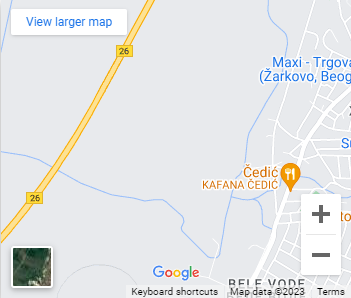 View larger map
26
Maxi - Trgova
(Žarkovo, Beog
Čedić
KAFANA ČEDIĆ
26
Google
BELE VODE
Keyboard shortcuts
Map data ©2023
Terms